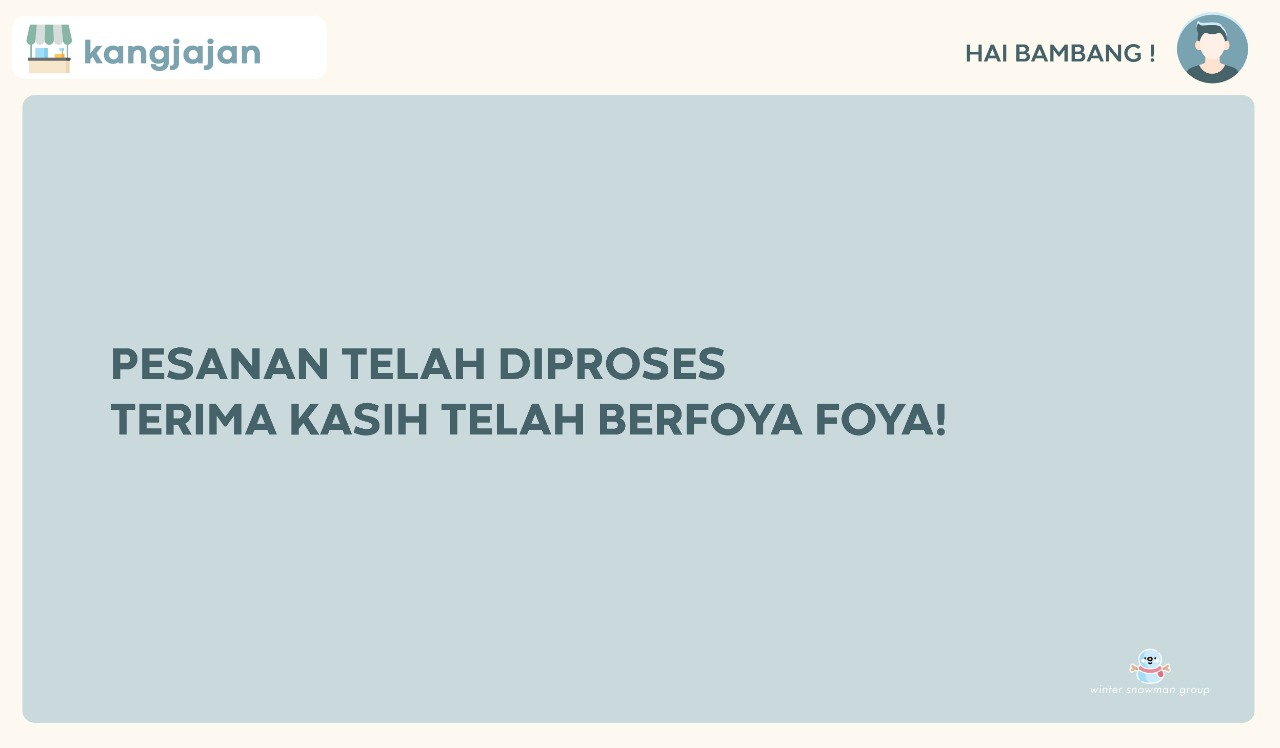 kangjajan
HAI BAMBANG !
PESANAN TELAH DIPROSES
TERIMA KASIH TELAH BERFOYA FOYA!
winter snowman group